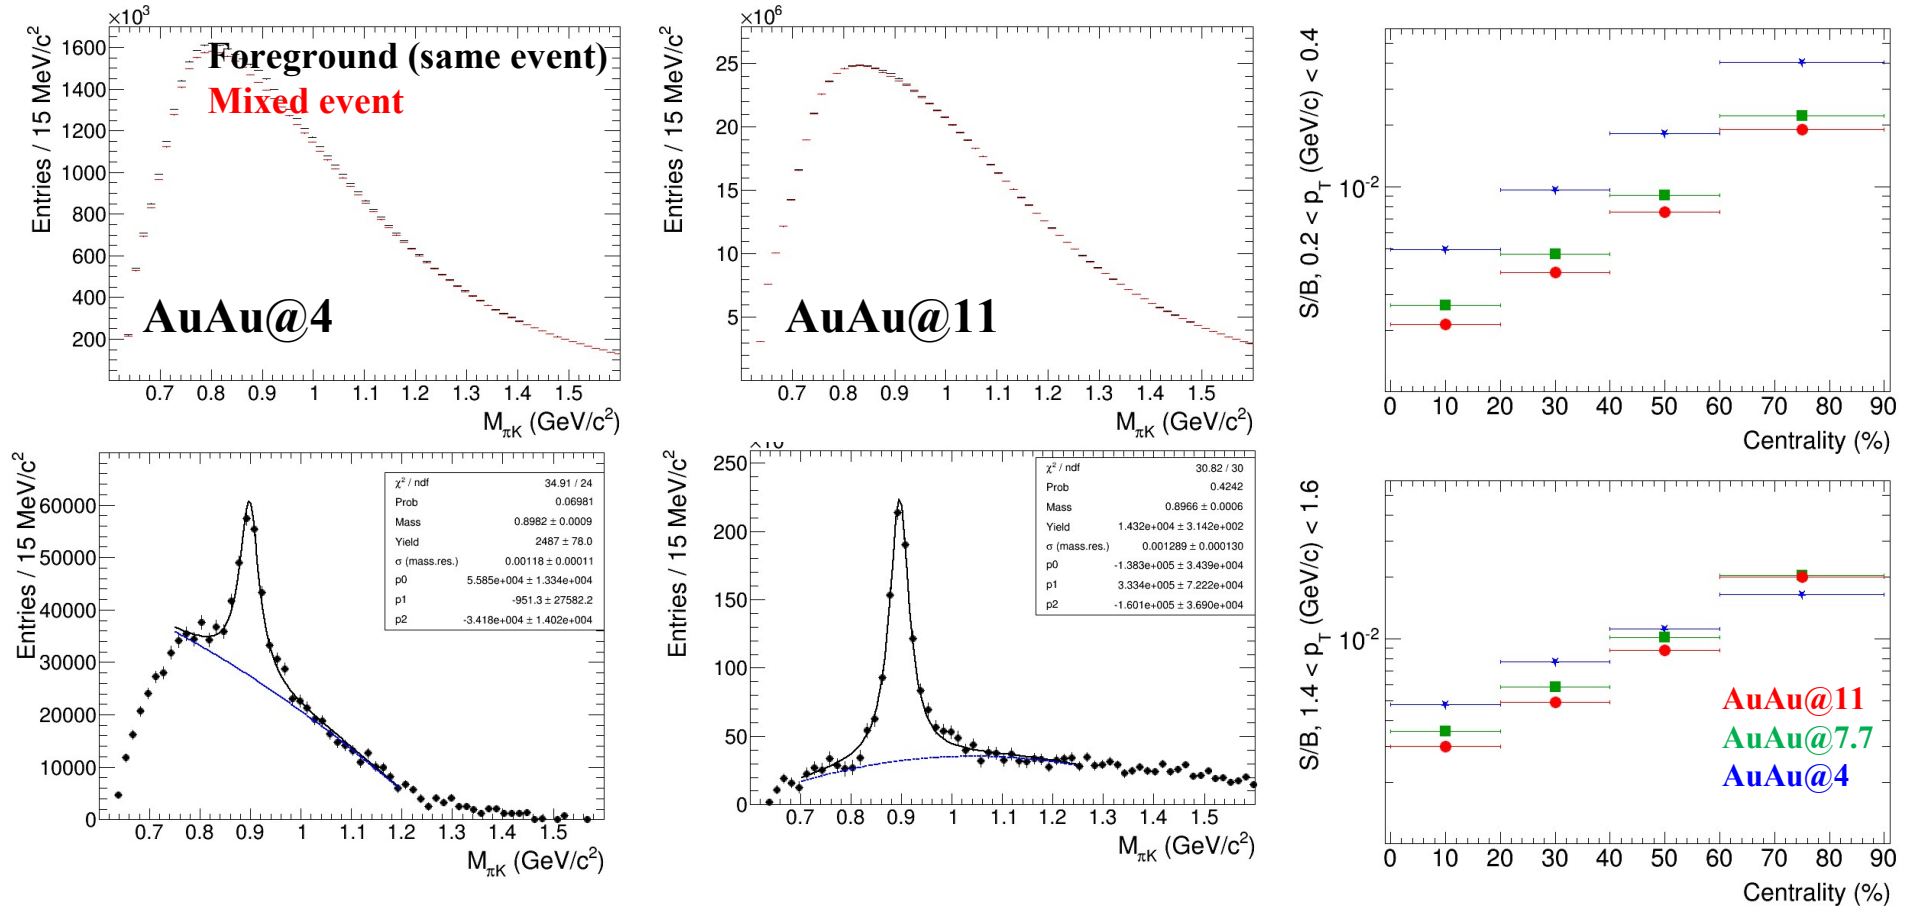 ×10³
Entries / 15 MeV/c²
1600
1400
1200
1000
800
600
400
200
Foreground (same event)
Mixed event
AuAu@4
0.7 0.8 0.9 1 1.1 1.2 1.3 1.4 1.5
M_πK (GeV/c²)
×10⁶
Entries / 15 MeV/c²
25
20
15
10
5
AuAu@11
0.7 0.8 0.9 1 1.1 1.2 1.3 1.4 1.5
M_πK (GeV/c²)
S/B, 0.2 < p_T (GeV/c) < 0.4
10⁻²
0 10 20 30 40 50 60 70 80 90
Centrality (%)
Entries / 15 MeV/c²
60000
50000
40000
30000
20000
10000
0
χ² / ndf 34.91 / 24
Prob 0.06981
Mass 0.8982 ± 0.0009
Yield 2487 ± 78.0
σ (mass.res.) 0.00118 ± 0.00011
p0 5.585e+004 ± 1.334e+004
p1 -951.3 ± 27582.2
p2 -3.418e+004 ± 1.402e+004
0.7 0.8 0.9 1 1.1 1.2 1.3 1.4 1.5
M_πK (GeV/c²)
Entries / 15 MeV/c²
250
200
150
100
50
0
χ² / ndf 30.82 / 30
Prob 0.4242
Mass 0.8966 ± 0.0006
Yield 1.432e+004 ± 3.142e+002
σ (mass.res.) 0.001289 ± 0.000130
p0 -1.383e+005 ± 3.439e+004
p1 3.334e+005 ± 7.222e+004
p2 -1.601e+005 ± 3.690e+004
0.7 0.8 0.9 1 1.1 1.2 1.3 1.4 1.5
M_πK (GeV/c²)
S/B, 1.4 < p_T (GeV/c) < 1.6
10⁻²
AuAu@11
AuAu@7.7
AuAu@4
0 10 20 30 40 50 60 70 80 90
Centrality (%)